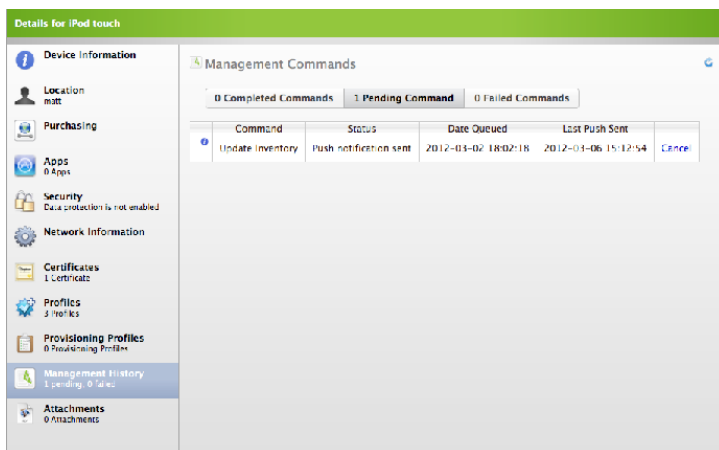 Details for iPod touch
Device Information
Location
matt
Purchasing
Apps
0 Apps
Security
Data protection is not enabled
Network Information
Certificates
1 Certificate
Profiles
3 Profiles
Provisioning Profiles
0 Provisioning Profiles
Management History
1 pending, 0 failed
Attachments
0 Attachments
Management Commands
0 Completed Commands 1 Pending Command 0 Failed Commands
Command Status Date Queued Last Push Sent
Update Inventory Push notification sent 2012-03-02 18:02:18 2012-03-06 15:12:54 Cancel